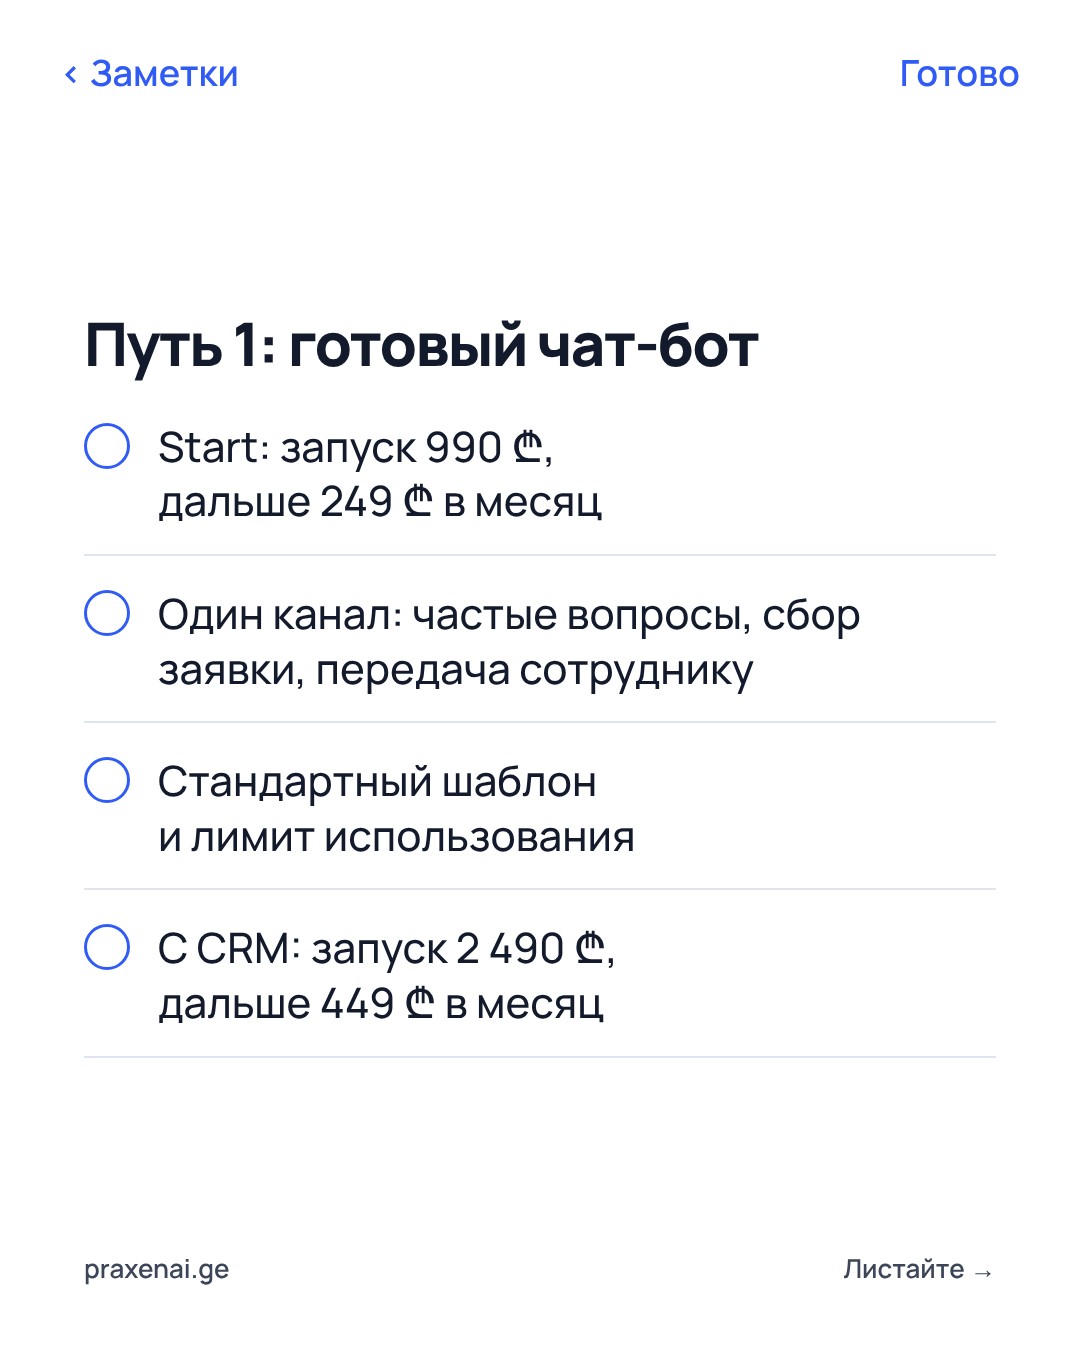 ‹ Заметки
Готово
Путь 1: готовый чат-бот
Start: запуск 990 ₾,
дальше 249 ₾ в месяц
Один канал: частые вопросы, сбор
заявки, передача сотруднику
Стандартный шаблон
и лимит использования
С CRM: запуск 2 490 ₾,
дальше 449 ₾ в месяц
praxenai.ge
Листайте →